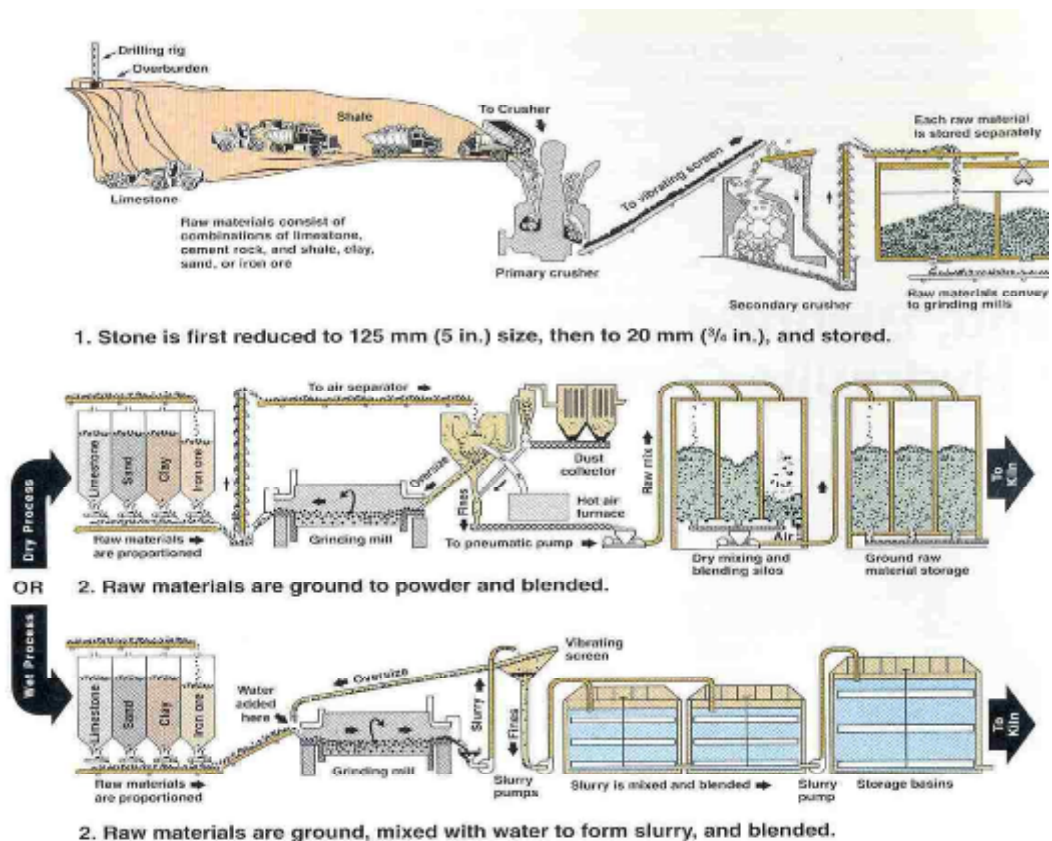 Drilling rig
Overburden
Shale
To Crusher
Limestone
Raw materials consist of
combinations of limestone,
cement rock, and shale, clay,
sand, or iron ore
Primary crusher
To vibrating screen
Each raw material
is stored separately
Secondary crusher
Raw materials convey
to grinding mills
1. Stone is first reduced to 125 mm (5 in.) size, then to 20 mm (3/4 in.), and stored.
Dry Process
To air separator
Limestone
Sand
Clay
Iron ore
Raw materials
are proportioned
Grinding mill
Oversize
Fines
Dust
collector
Hot air
furnace
To pneumatic pump
Raw mix
Air
Dry mixing and
blending silos
Ground raw
material storage
To
Kiln
OR
2. Raw materials are ground to powder and blended.
Wet Process
Limestone
Sand
Clay
Iron ore
Raw materials
are proportioned
Water
added
here
Oversize
Grinding mill
Vibrating
screen
Slurry
Fines
Slurry
pumps
Slurry is mixed and blended
Slurry
pump
Storage basins
To
Kiln
2. Raw materials are ground, mixed with water to form slurry, and blended.